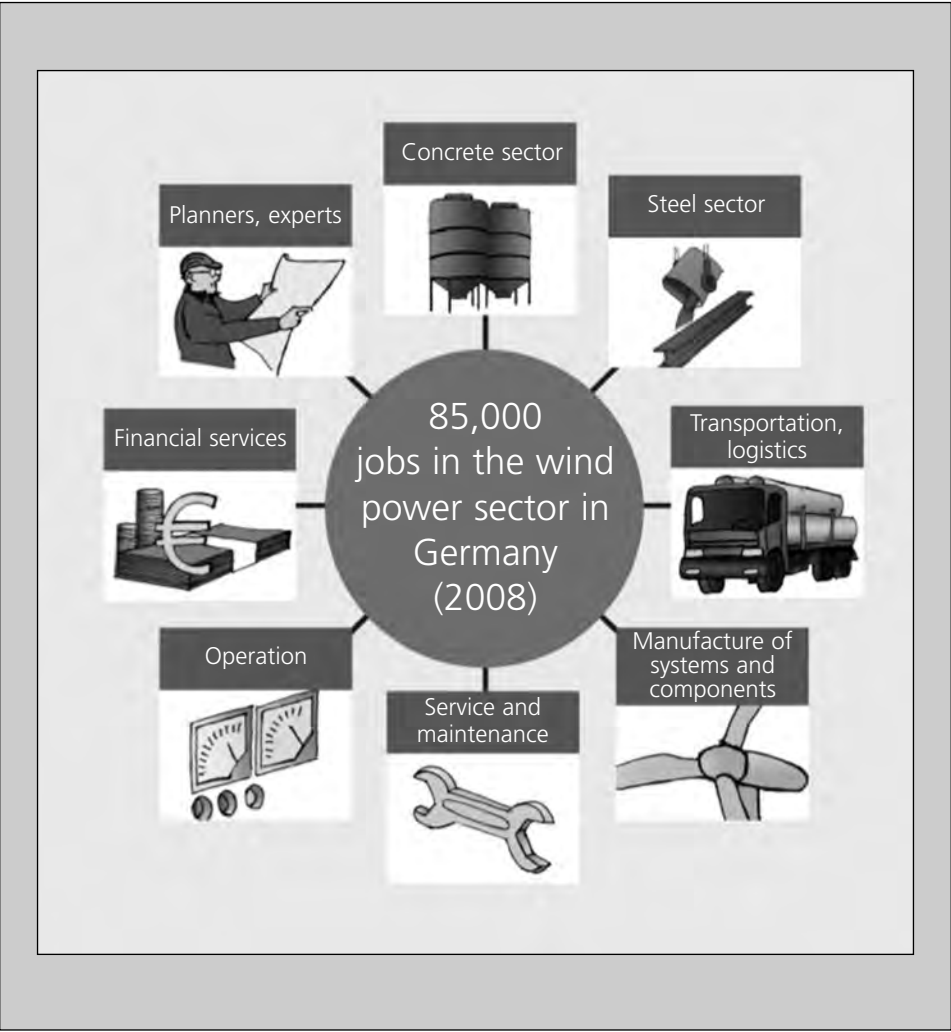 Concrete sector
Planners, experts
Steel sector
Financial services
85,000
jobs in the wind
power sector in
Germany
(2008)
Transportation,
logistics
Operation
Service and
maintenance
Manufacture of
systems and
components